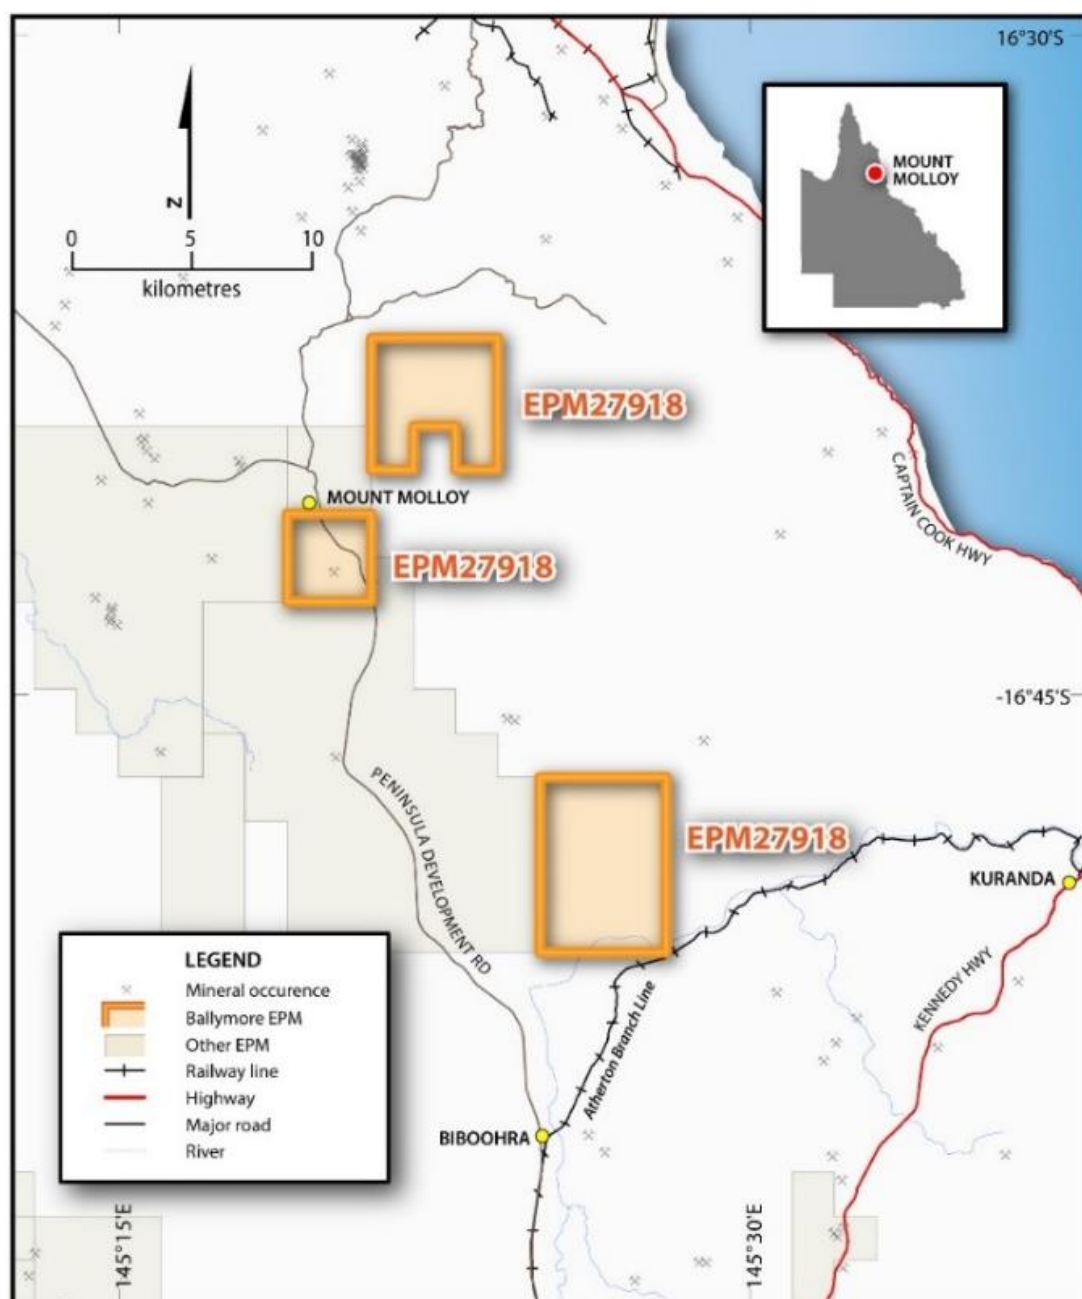 16°30'S
MOUNT
MOLLOY
N
0 5 10
kilometres
EPM27918
MOUNT MOLLOY
EPM27918
CAPTAIN COOK HWY
-16°45'S
PENINSULA DEVELOPMENT RD
EPM27918
KURANDA
KENNEDY HWY
Atherton Branch Line
BIBOOHRA
LEGEND
Mineral occurence
Ballymore EPM
Other EPM
Railway line
Highway
Major road
River
145°15'E
145°30'E